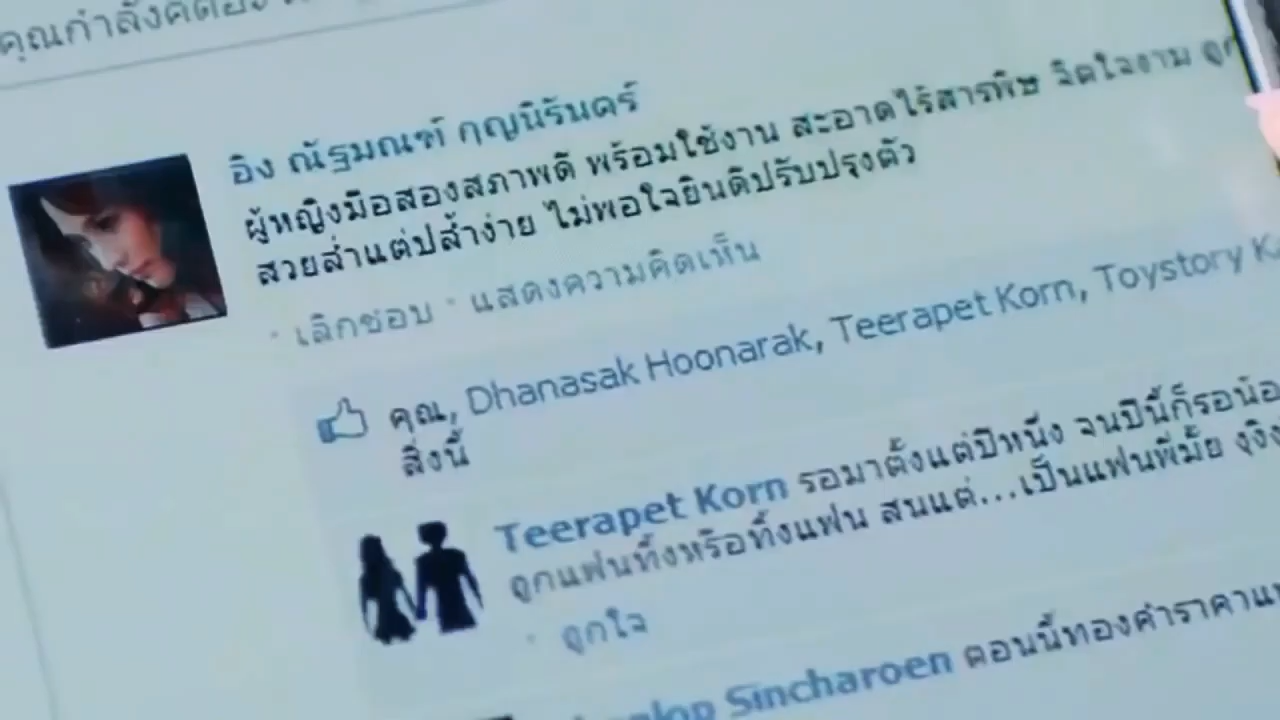 คุณกำลังคิดอะ
อิง ณัฐมณฑ์ กุญนิรันดร์
ผู้หญิงมือสองสภาพดี พร้อมใช้งาน สะอาดไร้สารพิษ จิตใจงาม ถูก
สวยส่ำแต่ปล้ำง่าย ไม่พอใจยินดีปรับปรุงตัว
· เลิกชอบ · แสดงความคิดเห็น
คุณ, Dhanasak Hoonarak, Teerapet Korn, Toystory K
สิ่งนี้
Teerapet Korn รอมาตั้งแต่ปีหนึ่ง จนปีนี้ก็รอน้อ
ถูกแฟนทิ้งหรือทิ้งแฟน สนแต่...เป็นแฟนพี่มั้ย งุงิง
· ถูกใจ
Sincharoen ตอนนี้ทองคำราคาแ